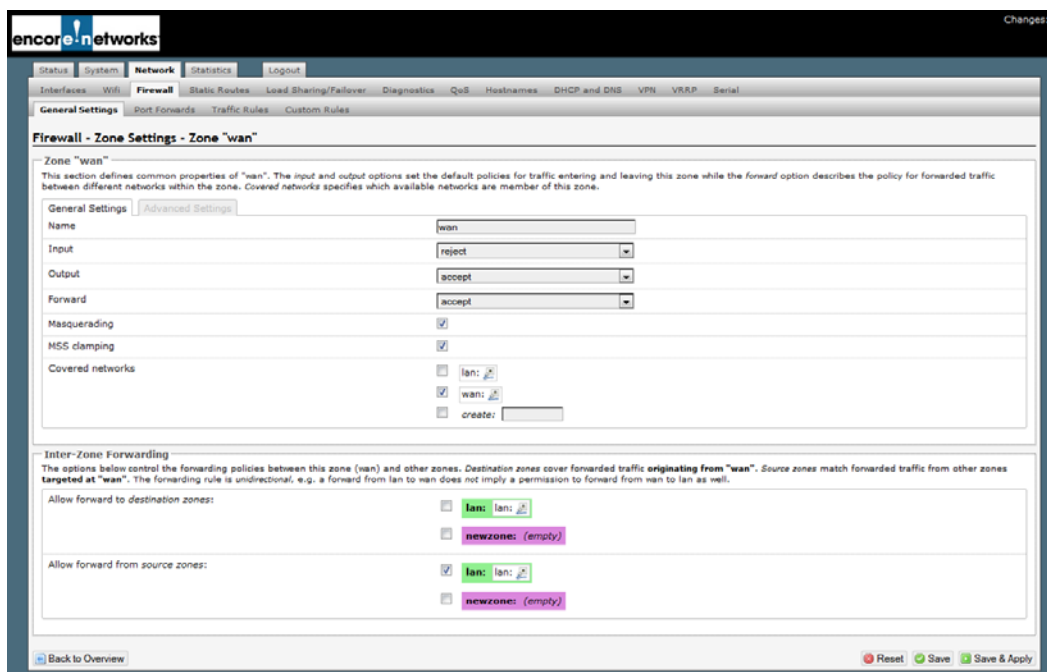 encore!networks
Changes:
Status System Network Statistics Logout
Interfaces Wifi Firewall Static Routes Load Sharing/Failover Diagnostics QoS Hostnames DHCP and DNS VPN VRRP Serial
General Settings Port Forwards Traffic Rules Custom Rules
Firewall - Zone Settings - Zone "wan"
Zone "wan"
This section defines common properties of "wan". The input and output options set the default policies for traffic entering and leaving this zone while the forward option describes the policy for forwarded traffic
between different networks within the zone. Covered networks specifies which available networks are member of this zone.
General Settings Advanced Settings
Name wan
Input reject
Output accept
Forward accept
Masquerading
MSS clamping
Covered networks
lan:
wan:
create:
Inter-Zone Forwarding
The options below control the forwarding policies between this zone (wan) and other zones. Destination zones cover forwarded traffic originating from "wan". Source zones match forwarded traffic from other zones
targeted at "wan". The forwarding rule is unidirectional, e.g. a forward from lan to wan does not imply a permission to forward from wan to lan as well.
Allow forward to destination zones:
lan: lan:
newzone: (empty)
Allow forward from source zones:
lan: lan:
newzone: (empty)
Back to Overview Reset Save Save & Apply